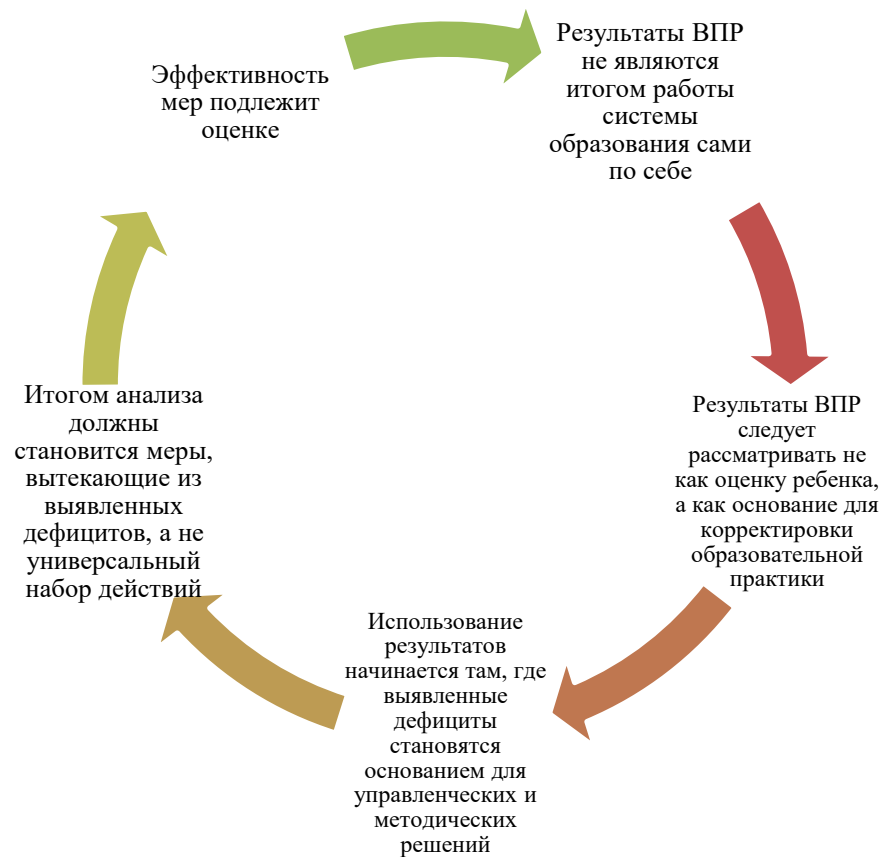 Эффективность
мер подлежит
оценке
Результаты ВПР
не являются
итогом работы
системы
образования сами
по себе
Результаты ВПР
следует
рассматривать не
как оценку ребенка,
а как основание для
корректировки
образовательной
практики
Использование
результатов
начинается там, где
выявленные
дефициты
становятся
основанием для
управленческих и
методических
решений
Итогом анализа
должны
становится меры,
вытекающие из
выявленных
дефицитов, а не
универсальный
набор действий